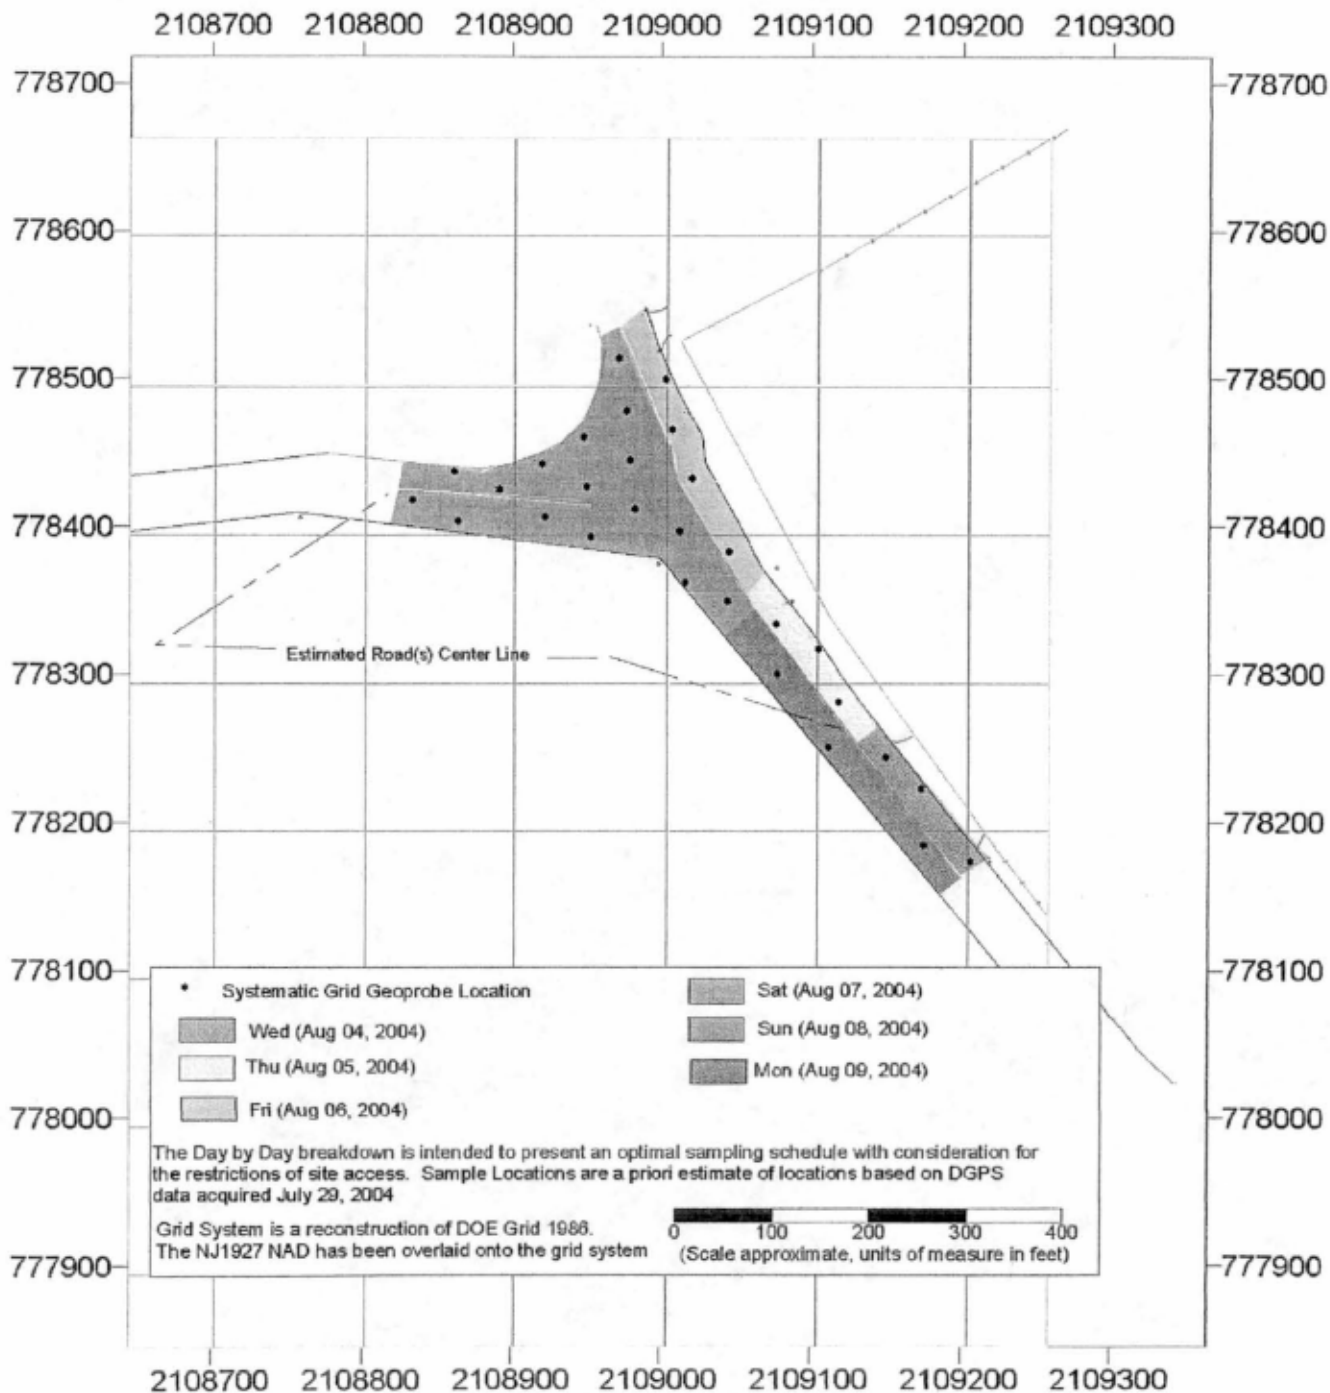 2108700 2108800 2108900 2109000 2109100 2109200 2109300
778700 778700
778600 778600
778500 778500
778400 778400
Estimated Road(s) Center Line
778300 778300
778200 778200
778100 778100
Systematic Grid Geoprobe Location
Wed (Aug 04, 2004)
Thu (Aug 05, 2004)
Fri (Aug 06, 2004)
Sat (Aug 07, 2004)
Sun (Aug 08, 2004)
Mon (Aug 09, 2004)
778000 778000
The Day by Day breakdown is intended to present an optimal sampling schedule with consideration for
the restrictions of site access. Sample Locations are a priori estimate of locations based on DGPS
data acquired July 29, 2004
Grid System is a reconstruction of DOE Grid 1986.
The NJ1927 NAD has been overlaid onto the grid system
0 100 200 300 400
(Scale approximate, units of measure in feet)
777900 777900
2108700 2108800 2108900 2109000 2109100 2109200 2109300